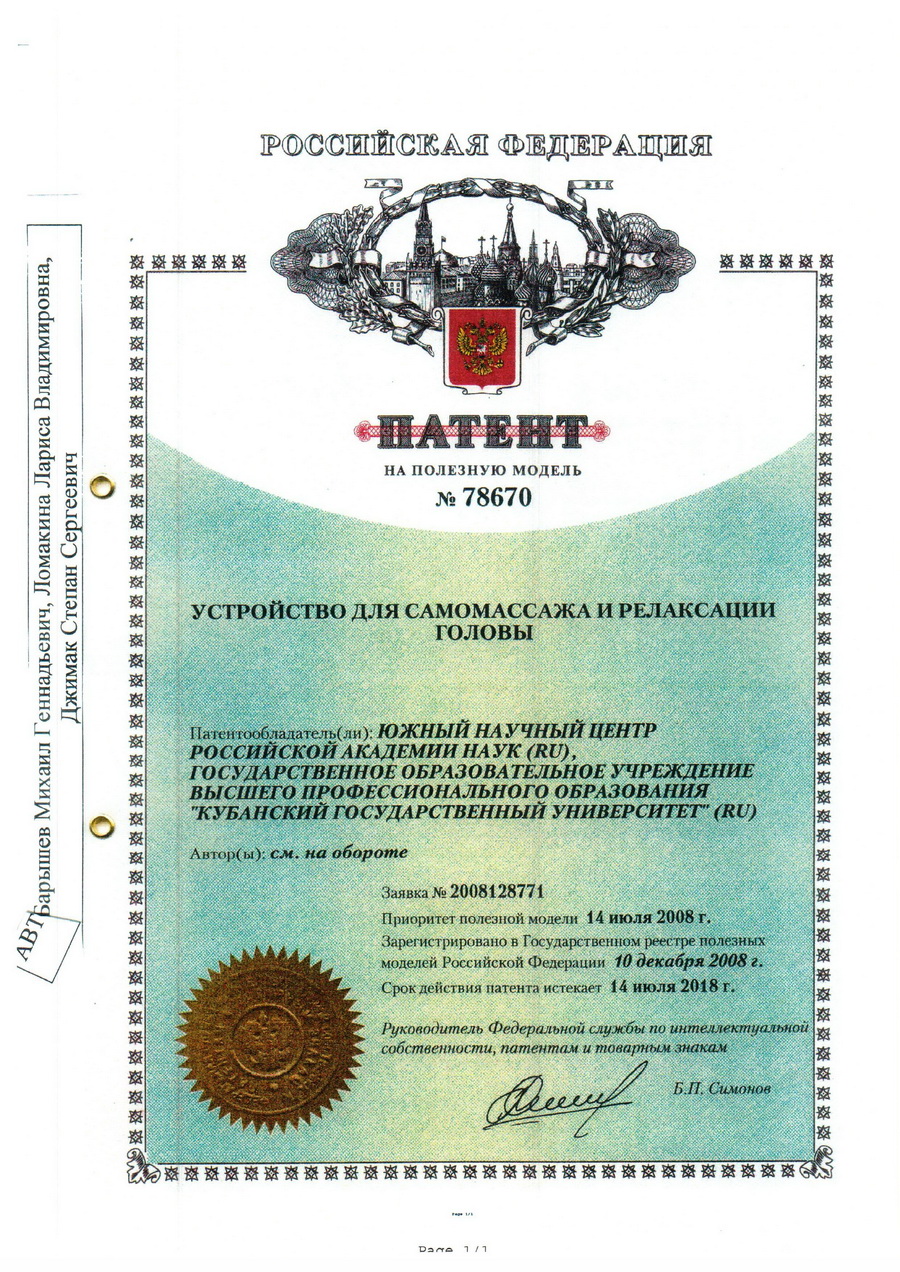 РОССИЙСКАЯ ФЕДЕРАЦИЯ
ПАТЕНТ
НА ПОЛЕЗНУЮ МОДЕЛЬ
№ 78670
УСТРОЙСТВО ДЛЯ САМОМАССАЖА И РЕЛАКСАЦИИ
ГОЛОВЫ
Патентообладатель(ли): ЮЖНЫЙ НАУЧНЫЙ ЦЕНТР
РОССИЙСКОЙ АКАДЕМИИ НАУК (RU),
ГОСУДАРСТВЕННОЕ ОБРАЗОВАТЕЛЬНОЕ УЧРЕЖДЕНИЕ
ВЫСШЕГО ПРОФЕССИОНАЛЬНОГО ОБРАЗОВАНИЯ
"КУБАНСКИЙ ГОСУДАРСТВЕННЫЙ УНИВЕРСИТЕТ" (RU)
Автор(ы): см. на обороте
Заявка № 2008128771
Приоритет полезной модели 14 июля 2008 г.
Зарегистрировано в Государственном реестре полезных
моделей Российской Федерации 10 декабря 2008 г.
Срок действия патента истекает 14 июля 2018 г.
Руководитель Федеральной службы по интеллектуальной
собственности, патентам и товарным знакам
Б.П. Симонов
АВТ
Барышев Михаил Геннадьевич, Ломакина Лариса Владимировна,
Джимак Степан Сергеевич
Page 1/1
Page 1/1